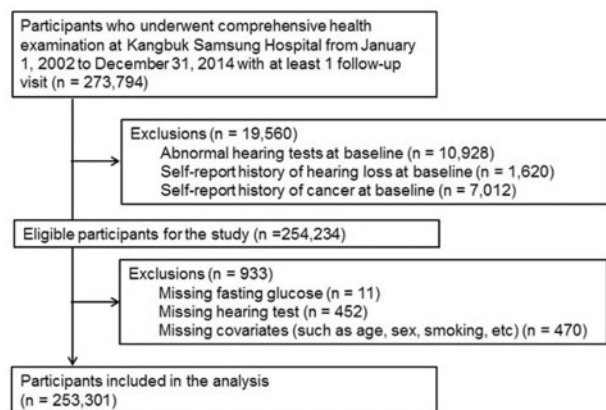 Participants who underwent comprehensive health
examination at Kangbuk Samsung Hospital from January
1, 2002 to December 31, 2014 with at least 1 follow-up
visit (n = 273,794)
Exclusions (n = 19,560)
Abnormal hearing tests at baseline (n = 10,928)
Self-report history of hearing loss at baseline (n = 1,620)
Self-report history of cancer at baseline (n = 7,012)
Eligible participants for the study (n =254,234)
Exclusions (n = 933)
Missing fasting glucose (n = 11)
Missing hearing test (n = 452)
Missing covariates (such as age, sex, smoking, etc) (n = 470)
Participants included in the analysis
(n = 253,301)